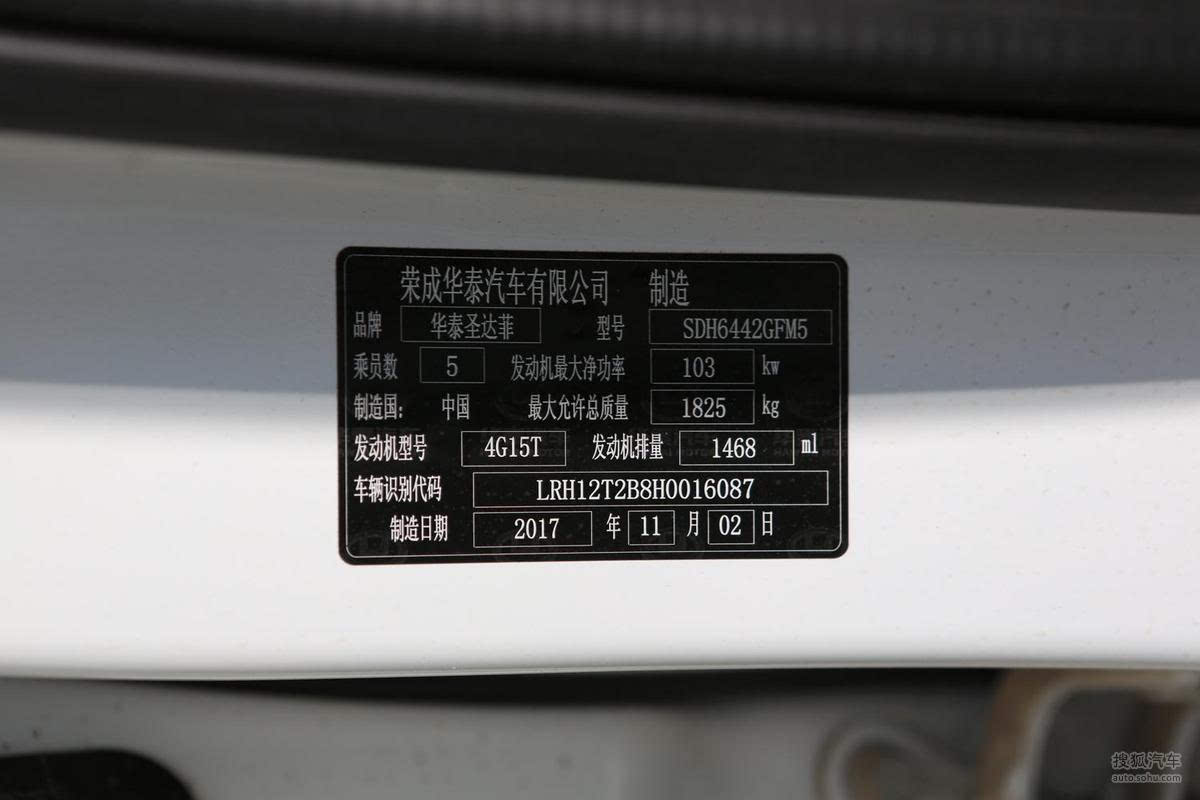 荣成华泰汽车有限公司 制造
品牌 华泰圣达菲 型号 SDH6442GFM5
乘员数 5 发动机最大净功率 103 kw
制造国: 中国 最大允许总质量 1825 kg
发动机型号 4G15T 发动机排量 1468 ml
车辆识别代码 LRH12T2B8H0016087
制造日期 2017 年 11 月 02 日
搜狐汽车
auto.sohu.com